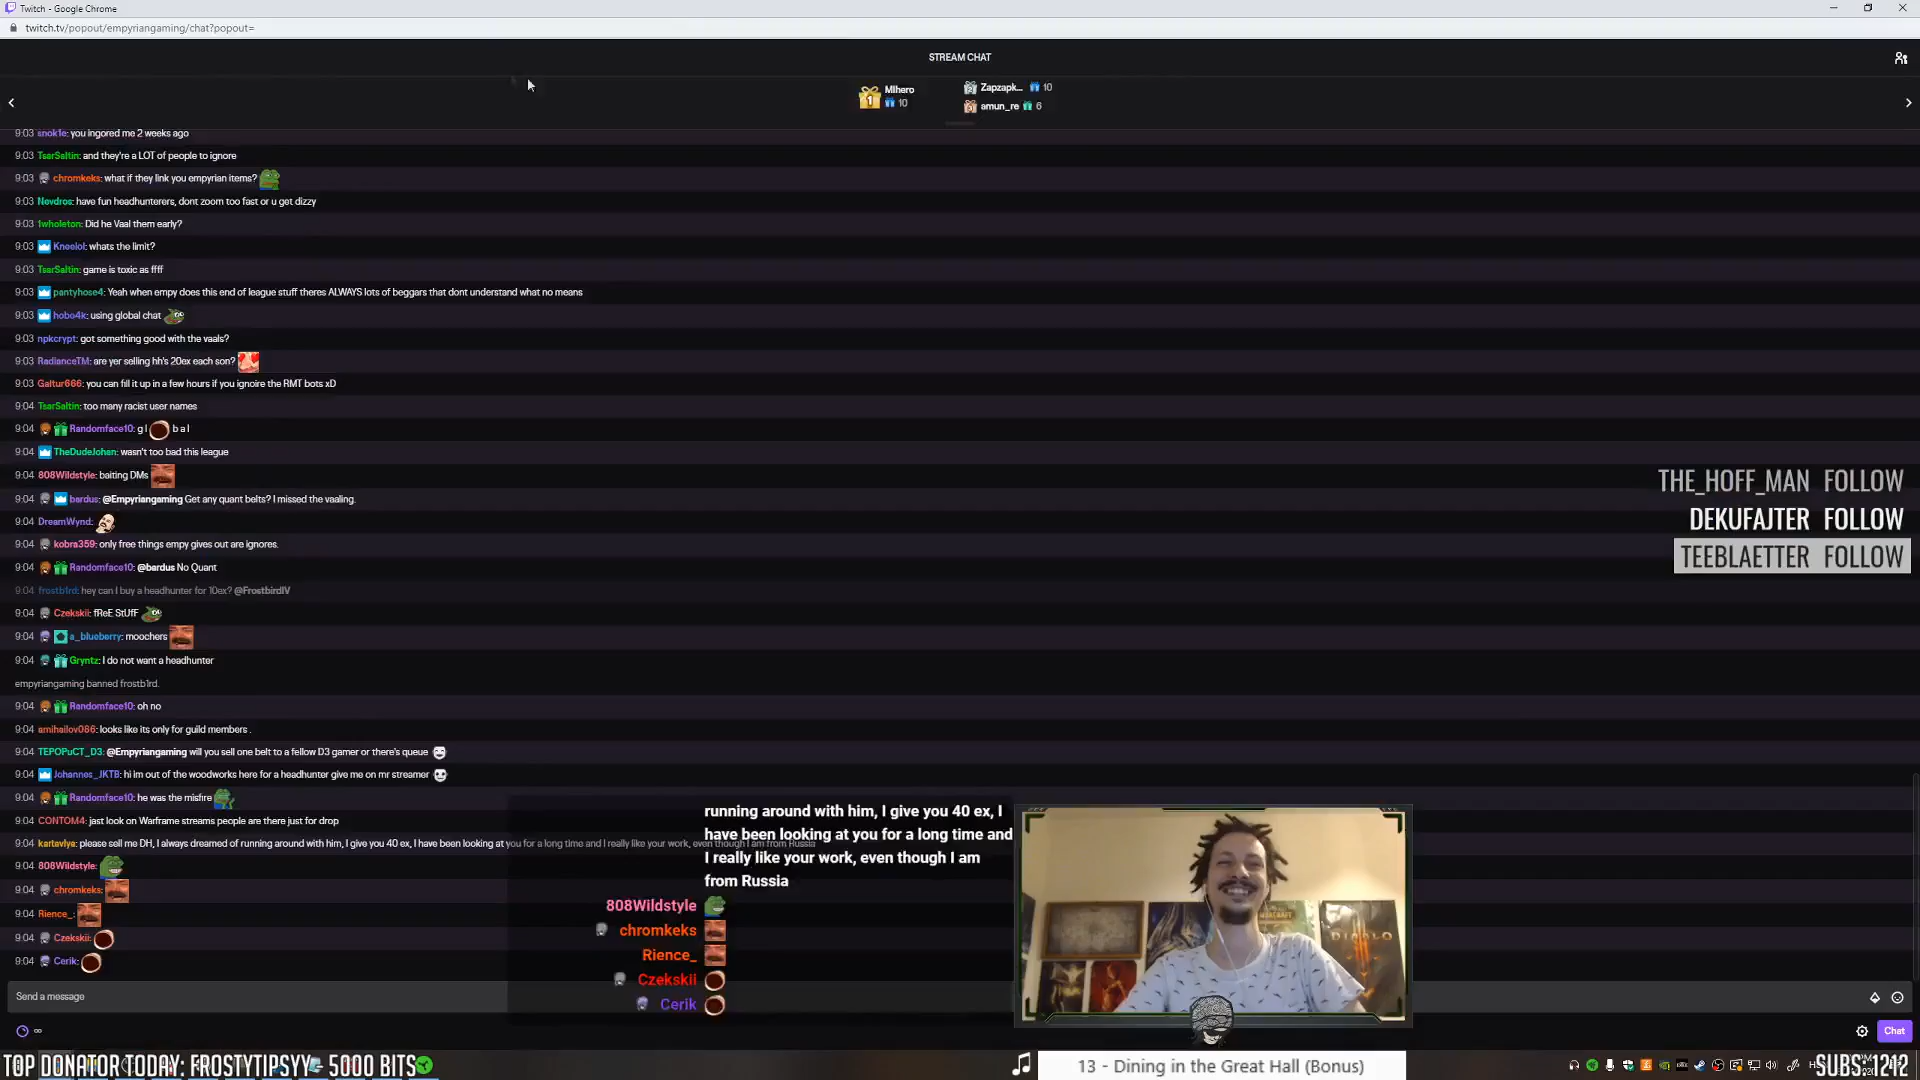 Twitch - Google Chrome
twitch.tv/popout/empyriangaming/chat?popout=
STREAM CHAT
Mlhero
10
Zapzapk... 10
amun_re 6
9:03 snok1e: you ingored me 2 weeks ago
9:03 TsarSaltin: and they're a LOT of people to ignore
9:03 chromkeks: what if they link you empyrian items?
9:03 Nevdros: have fun headhunterers, dont zoom too fast or u get dizzy
9:03 1wholeton: Did he Vaal them early?
9:03 Kneelol: whats the limit?
9:03 TsarSaltin: game is toxic as ffff
9:03 pantyhose4: Yeah when empy does this end of league stuff theres ALWAYS lots of beggars that dont understand what no means
9:03 hobo4k: using global chat
9:03 npkcrypt: got something good with the vaals?
9:03 RadianceTM: are yer selling hh's 20ex each son?
9:03 Galtur666: you can fill it up in a few hours if you ignoire the RMT bots xD
9:04 TsarSaltin: too many racist user names
9:04 Randomface10: g l b a l
9:04 TheDudeJohan: wasn't too bad this league
9:04 808Wildstyle: baiting DMs
9:04 bardus: @Empyriangaming Get any quant belts? I missed the vaaling.
9:04 DreamWynd:
9:04 kobra359: only free things empy gives out are ignores.
9:04 Randomface10: @bardus No Quant
9:04 frostb1rd: hey can I buy a headhunter for 10ex? @FrostbirdIV
9:04 Czekskii: fReE StUfF
9:04 a_blueberry: moochers
9:04 Gryntz: I do not want a headhunter
empyriangaming banned frostb1rd.
9:04 Randomface10: oh no
9:04 amihailov086: looks like its only for guild members .
9:04 TEPOPuCT_D3: @Empyriangaming will you sell one belt to a fellow D3 gamer or there's queue
9:04 Johannes_JKTB: hi im out of the woodworks here for a headhunter give me on mr streamer
9:04 Randomface10: he was the misfire
9:04 CONTOM4: jast look on Warframe streams people are there just for drop
9:04 kartavlya: please sell me DH, I always dreamed of running around with him, I give you 40 ex, I have been looking at you for a long time and I really like your work, even though I am from Russia
9:04 808Wildstyle:
9:04 chromkeks:
9:04 Rience_:
9:04 Czekskii:
9:04 Cerik:
running around with him, I give you 40 ex, I
have been looking at you for a long time and
I really like your work, even though I am
from Russia
808Wildstyle
chromkeks
Rience_
Czekskii
Cerik
THE_HOFF_MAN FOLLOW
DEKUFAJTER FOLLOW
TEEBLAETTER FOLLOW
DIABLO
Send a message
Chat
TOP DONATOR TODAY: FROSTYTIPSYY - 5000 BITS
13 - Dining in the Great Hall (Bonus)
SUBS: 1212